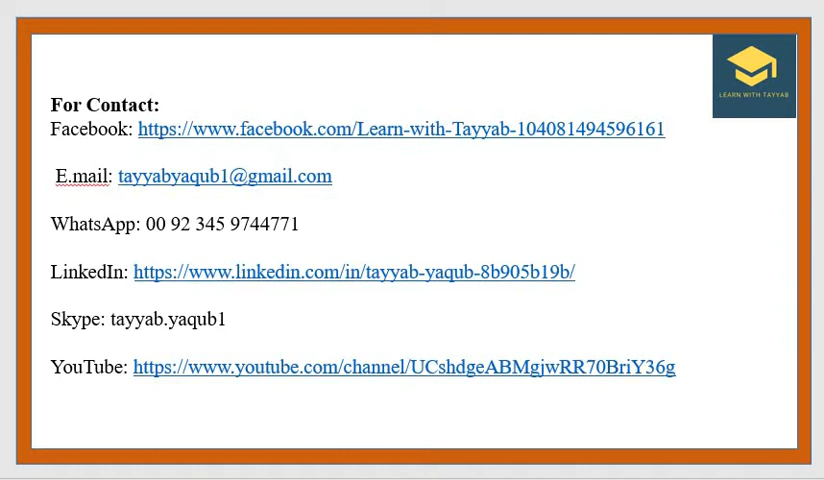 LEARN WITH TAYYAB
For Contact:
Facebook: https://www.facebook.com/Learn-with-Tayyab-104081494596161
E.mail: tayyabyaqub1@gmail.com
WhatsApp: 00 92 345 9744771
LinkedIn: https://www.linkedin.com/in/tayyab-yaqub-8b905b19b/
Skype: tayyab.yaqub1
YouTube: https://www.youtube.com/channel/UCshdgeABMgjwRR70BriY36g